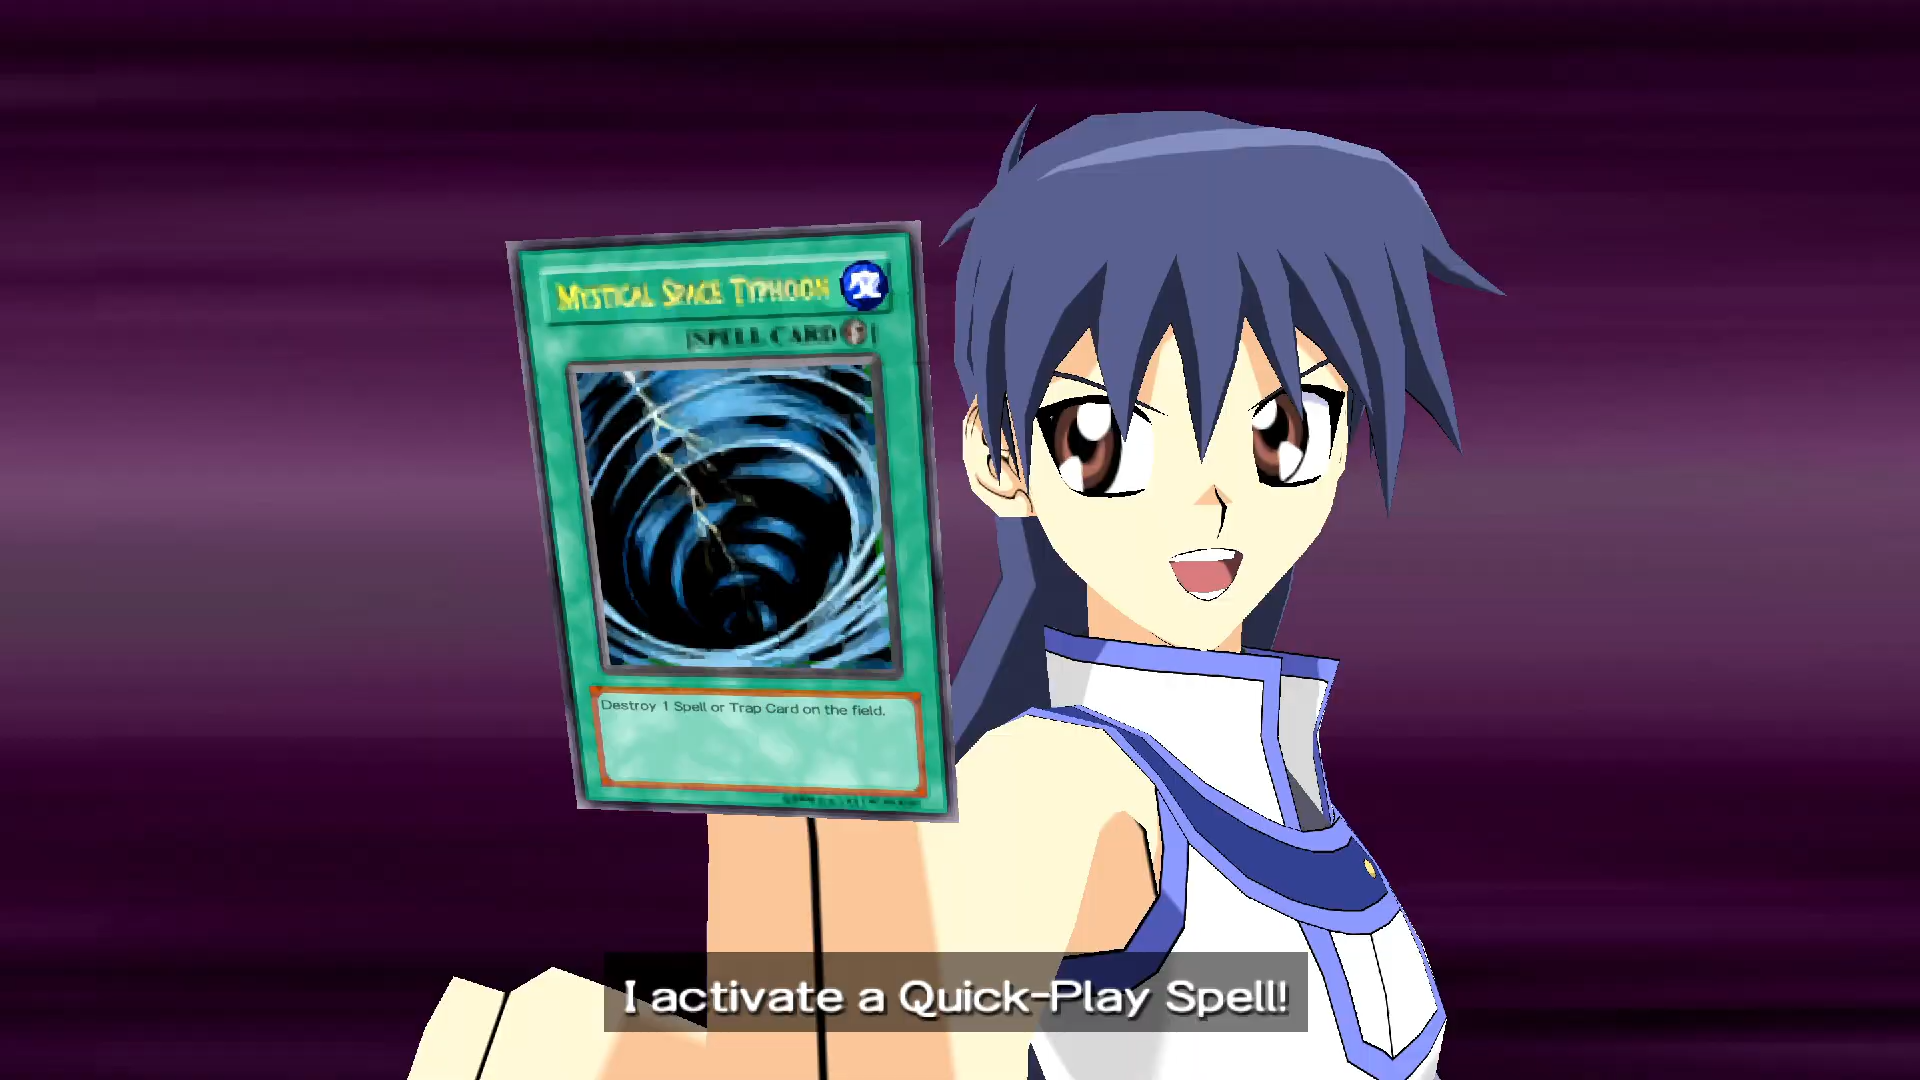 MYSTICAL SPACE TYPHOON
[SPELL CARD]
Destroy 1 Spell or Trap Card on the field.
I activate a Quick-Play Spell!